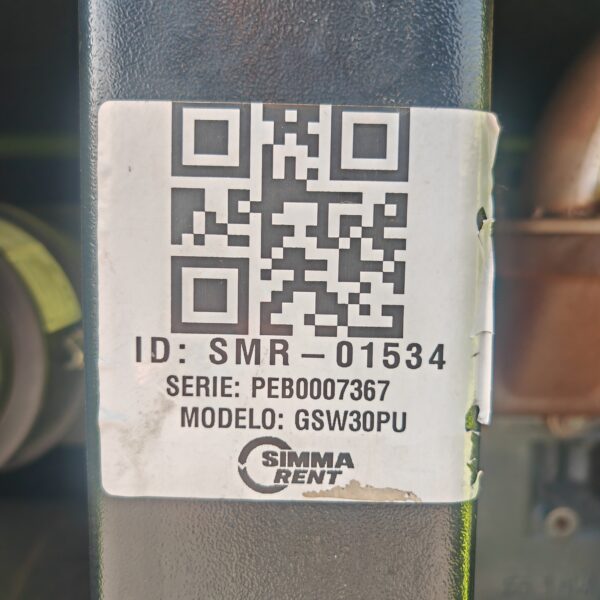 ID: SMR-01534
SERIE: PEB0007367
MODELO: GSW30PU
SIMMA
RENT